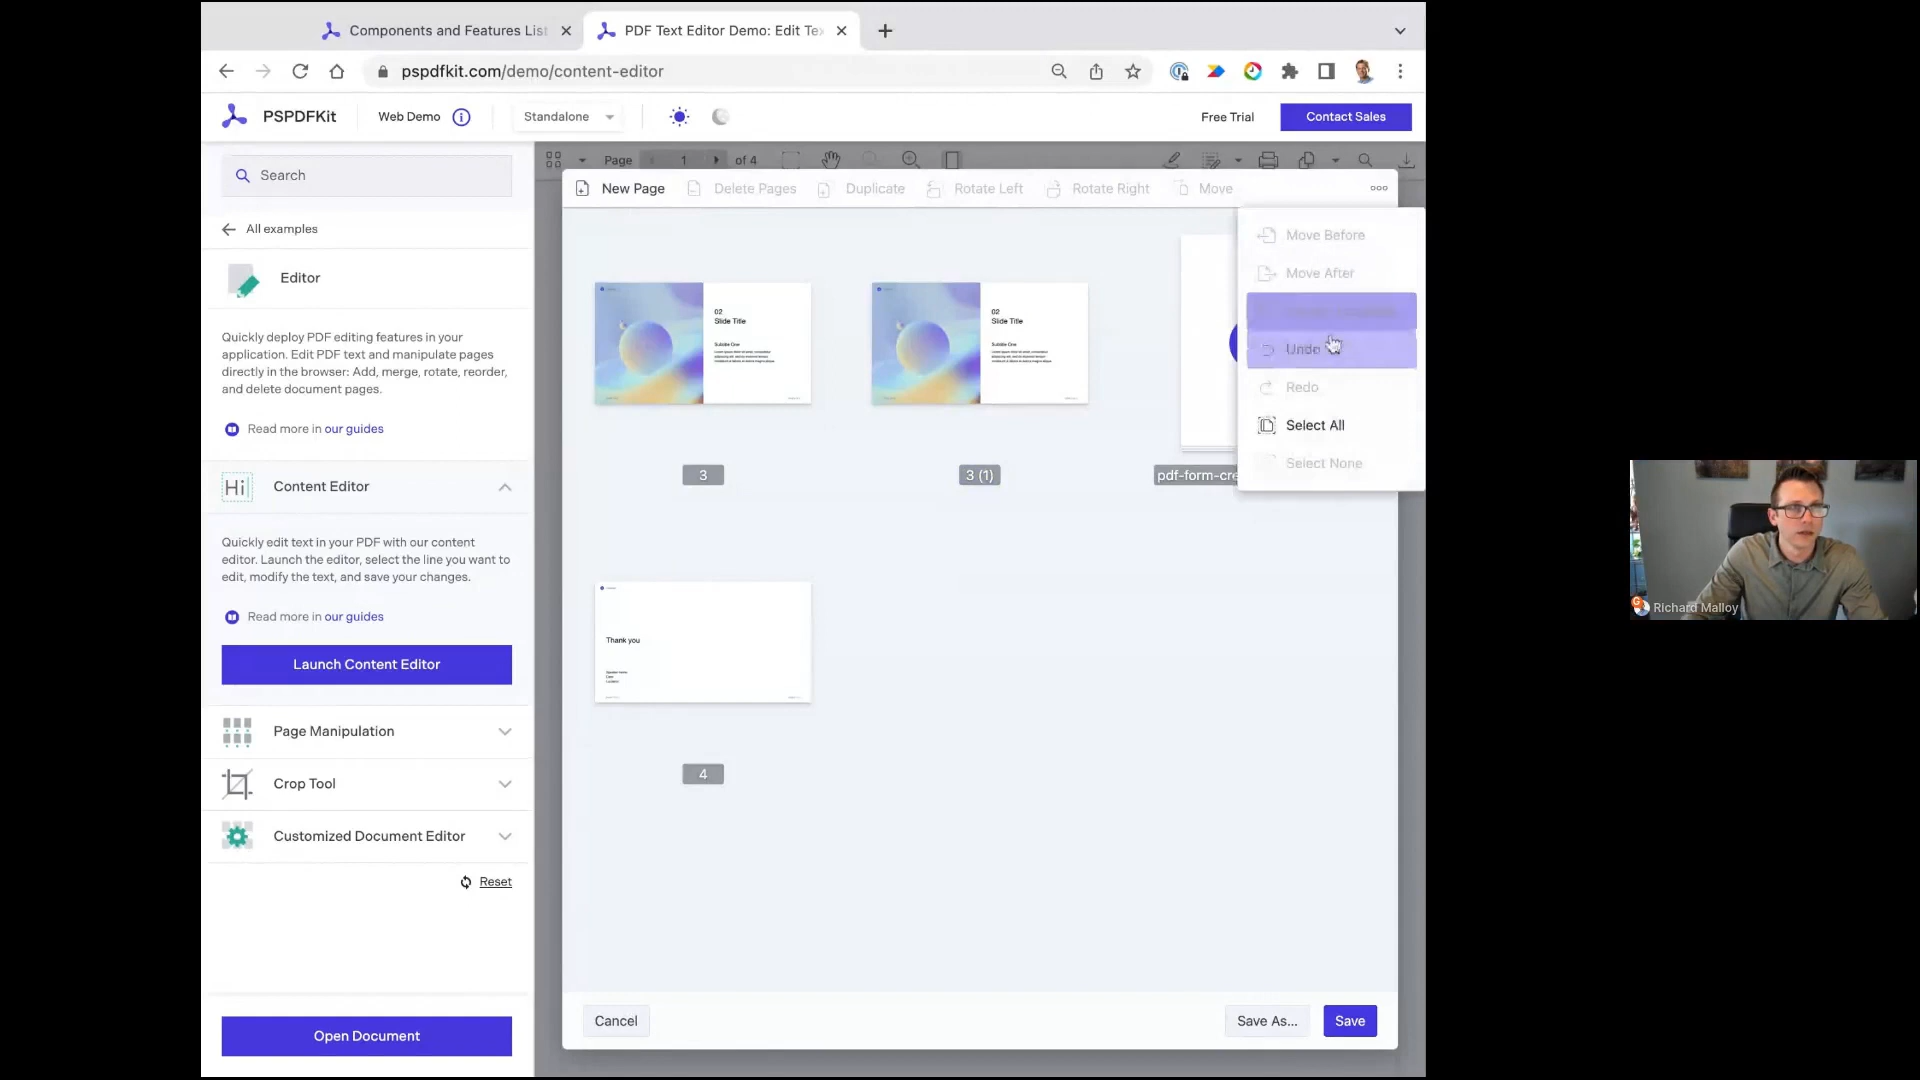 Components and Features List
PDF Text Editor Demo: Edit Te
pspdfkit.com/demo/content-editor
PSPDFKit
Web Demo
Standalone
Free Trial
Contact Sales
Search
All examples
Editor
Quickly deploy PDF editing features in your
application. Edit PDF text and manipulate pages
directly in the browser: Add, merge, rotate, reorder,
and delete document pages.
Read more in our guides
Hi
Content Editor
Quickly edit text in your PDF with our content
editor. Launch the editor, select the line you want to
edit, modify the text, and save your changes.
Read more in our guides
Launch Content Editor
Page Manipulation
Crop Tool
Customized Document Editor
Reset
Open Document
Page 1 of 4
New Page
Delete Pages
Duplicate
Rotate Left
Rotate Right
Move
Move Before
Move After
Undo
Redo
Select All
Select None
02
Slide Title
Subtitle One
3
02
Slide Title
Subtitle One
3 (1)
pdf-form-cre
Thank you
4
Cancel
Save As...
Save
Richard Malloy